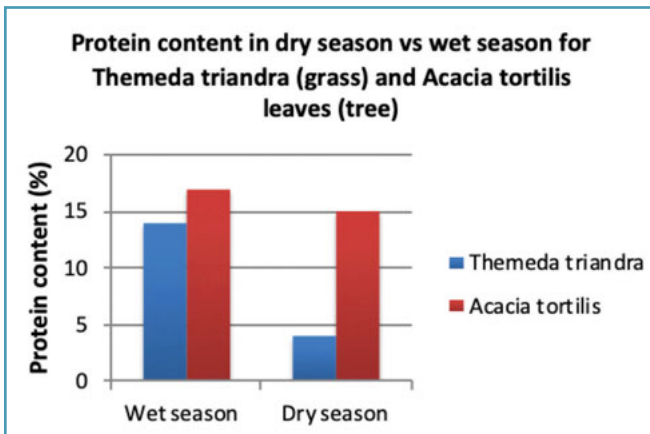 Protein content in dry season vs wet season for
Themeda triandra (grass) and Acacia tortilis
leaves (tree)
Protein content (%)
20
15
10
5
0
Wet season
Dry season
Themeda triandra
Acacia tortilis